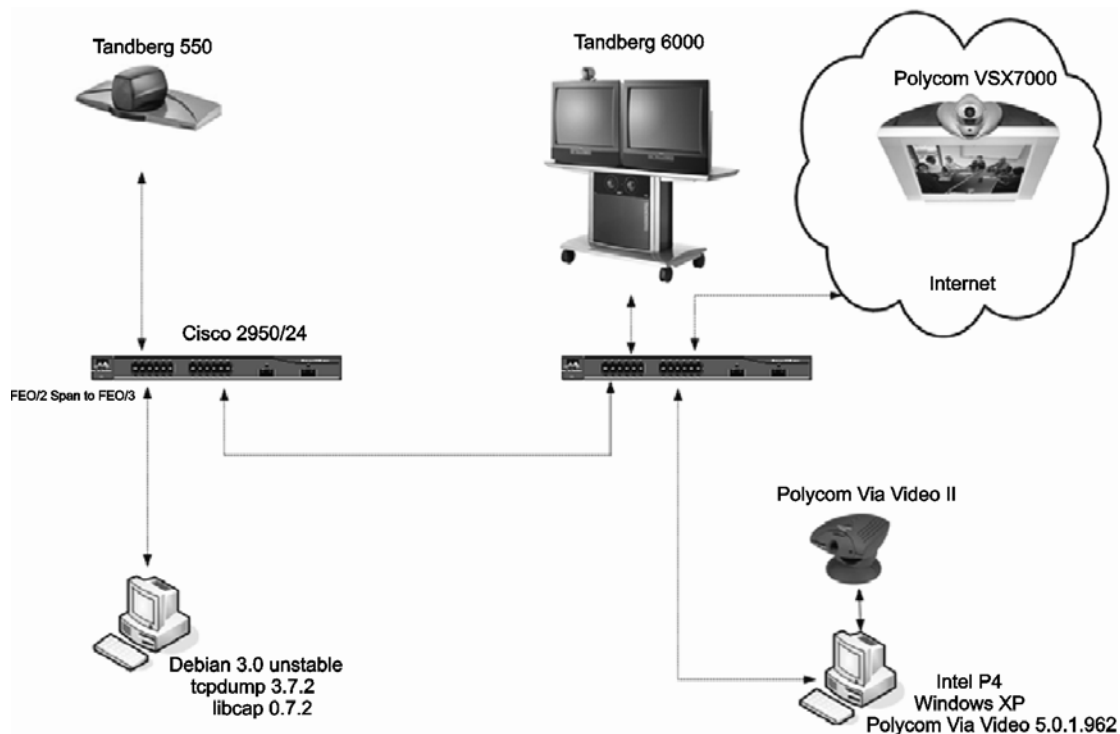 Tandberg 550
Tandberg 6000
Polycom VSX7000
Internet
Cisco 2950/24
FEO/2 Span to FEO/3
Polycom Via Video II
Debian 3.0 unstable
tcpdump 3.7.2
libcap 0.7.2
Intel P4
Windows XP
Polycom Via Video 5.0.1.962